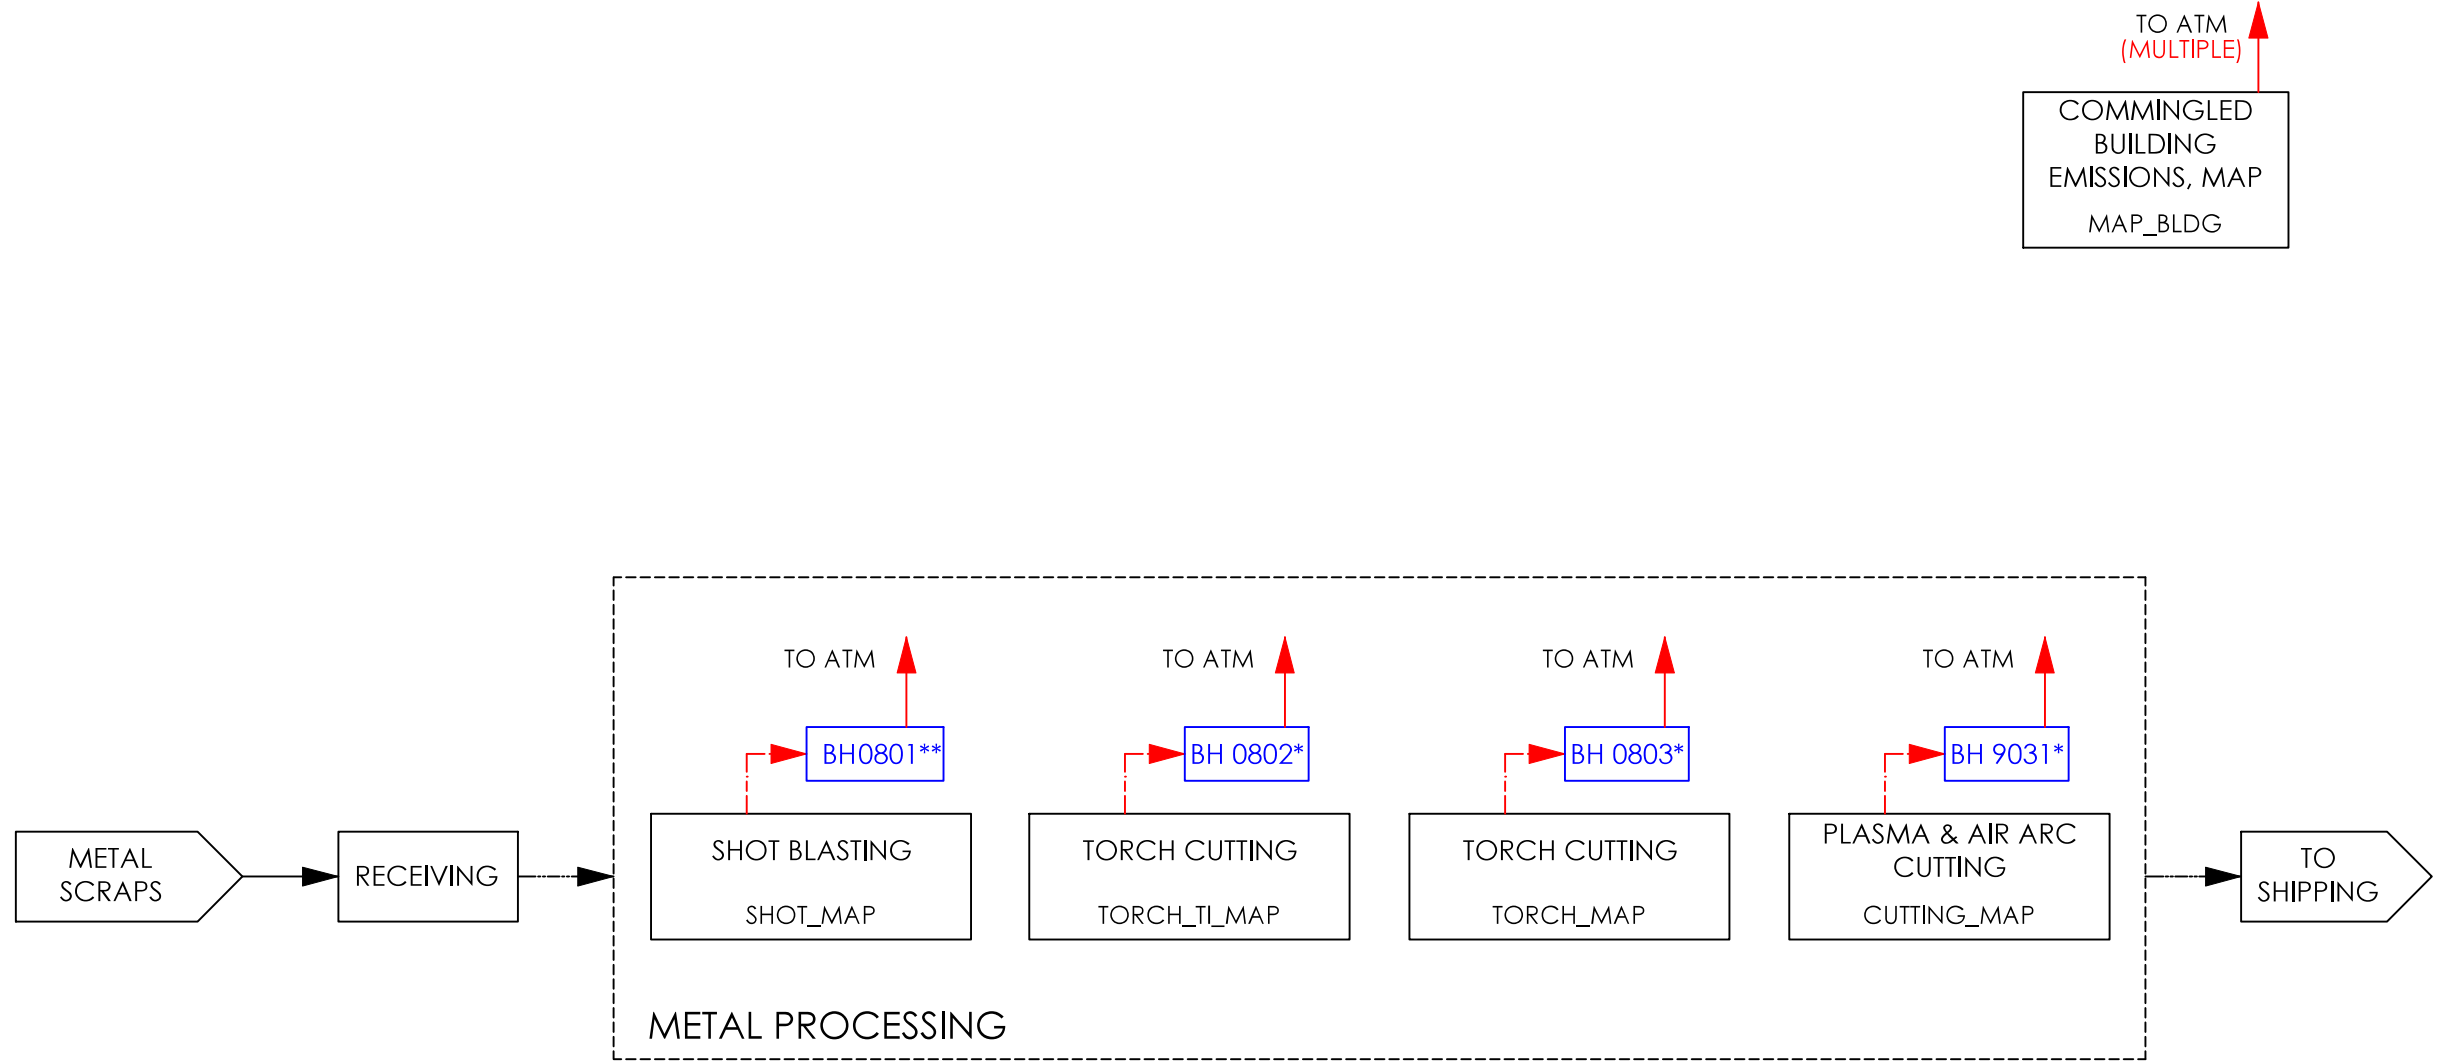 TO ATM
(MULTIPLE)
COMMINGLED
BUILDING
EMISSIONS, MAP
MAP_BLDG
TO ATM
TO ATM
TO ATM
TO ATM
BH0801**
BH 0802*
BH 0803*
BH 9031*
METAL
SCRAPS
RECEIVING
SHOT BLASTING
SHOT_MAP
TORCH CUTTING
TORCH_TI_MAP
TORCH CUTTING
TORCH_MAP
PLASMA & AIR ARC
CUTTING
CUTTING_MAP
TO
SHIPPING
METAL PROCESSING